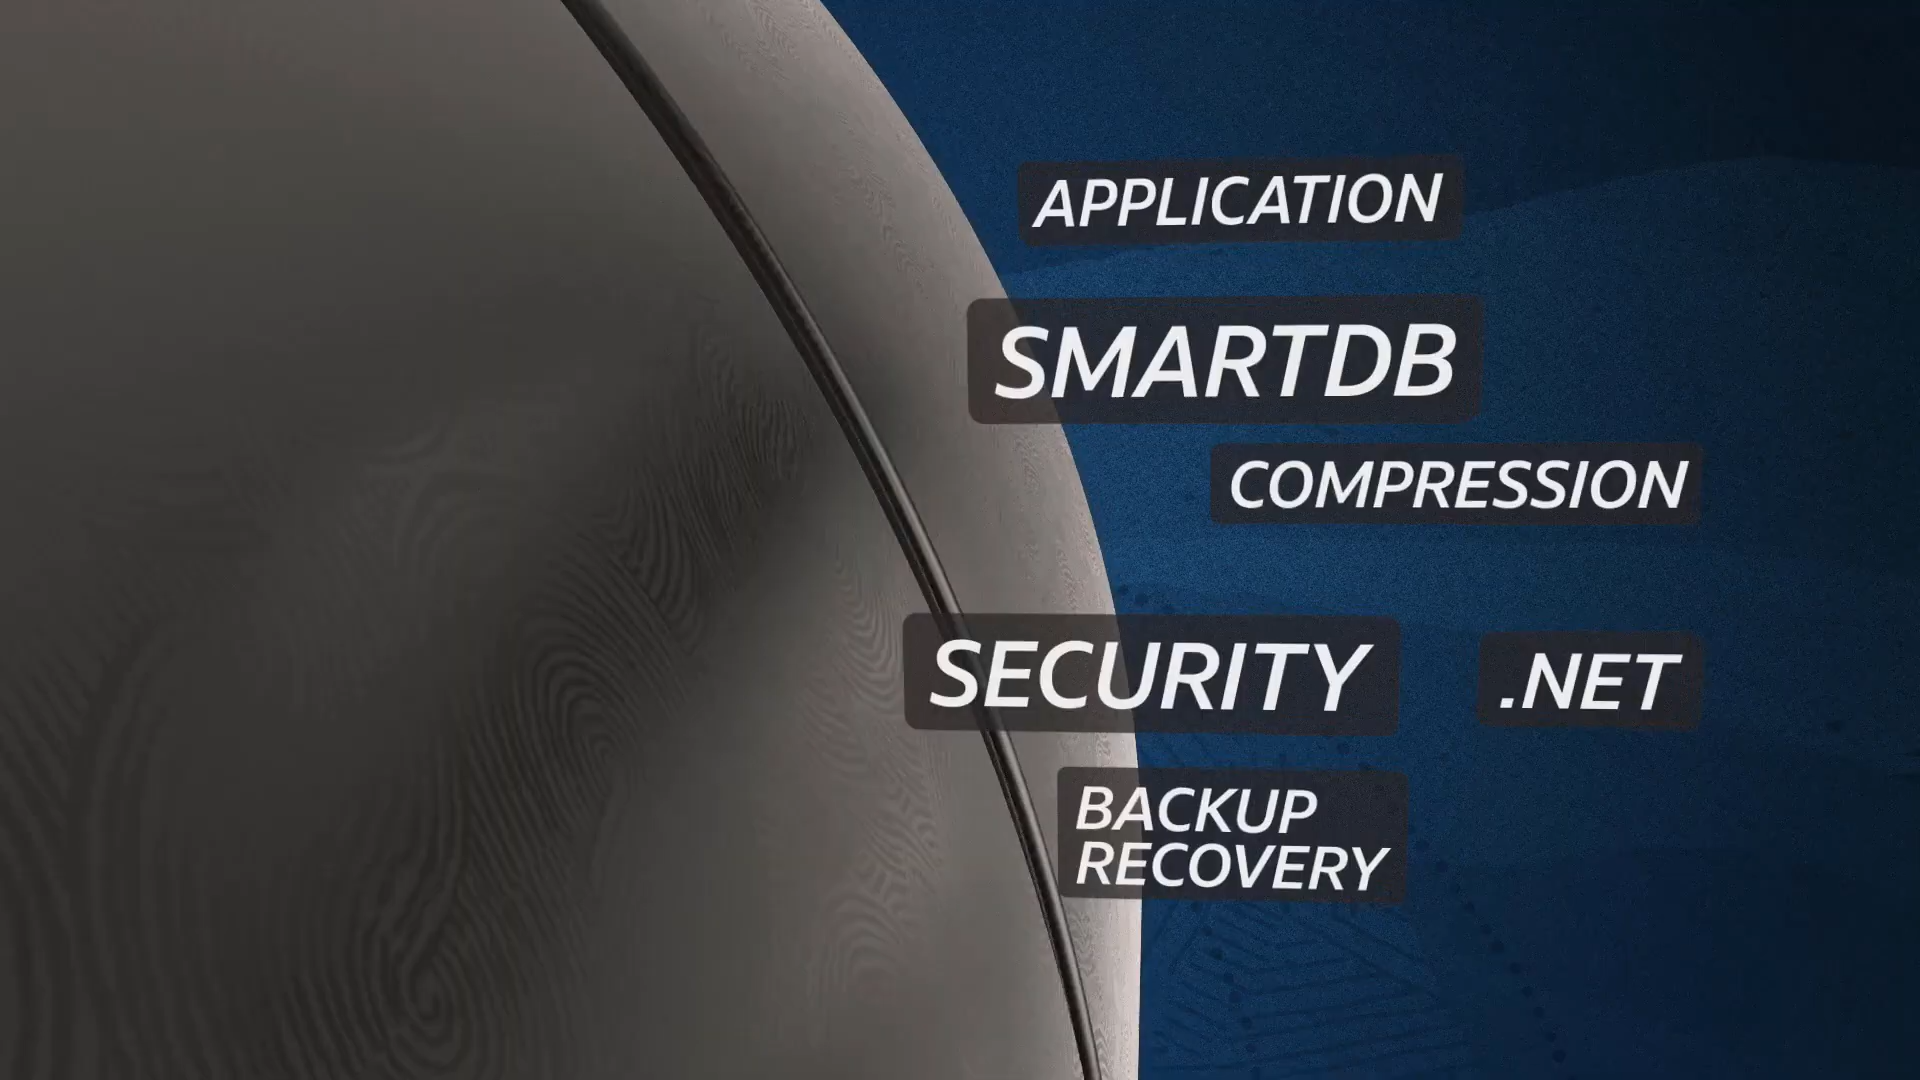 APPLICATION
SMARTDB
COMPRESSION
SECURITY
.NET
BACKUP
RECOVERY